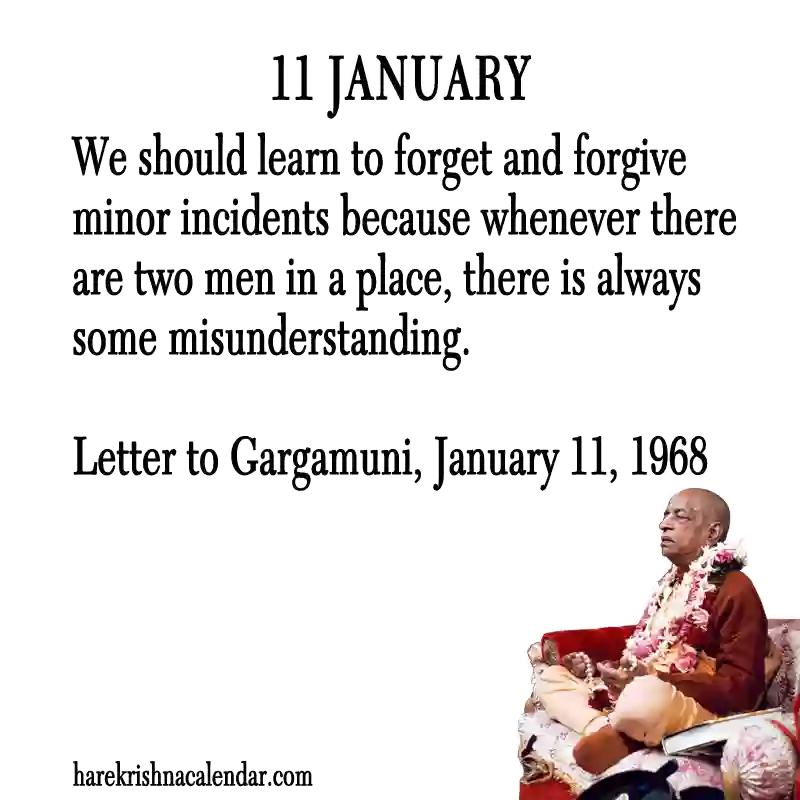 11 JANUARY
We should learn to forget and forgive
minor incidents because whenever there
are two men in a place, there is always
some misunderstanding.
Letter to Gargamuni, January 11, 1968
harekrishnacalendar.com